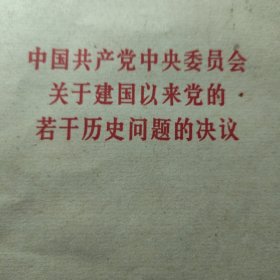 中国共产党中央委员会
关于建国以来党的
若干历史问题的决议